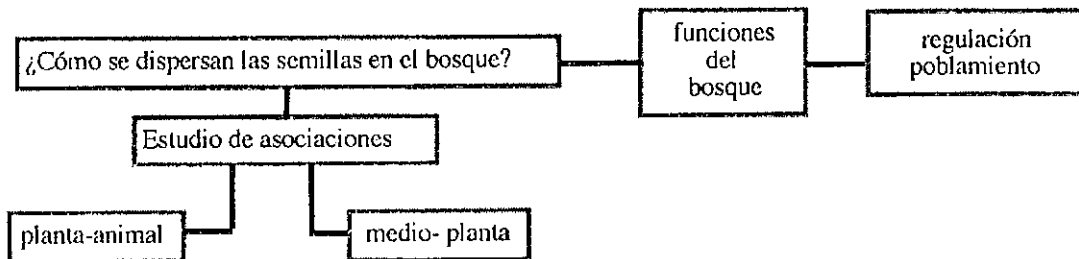 ¿Cómo se dispersan las semillas en el bosque?
funciones
del
bosque
regulación
poblamiento
Estudio de asociaciones
planta-animal
medio- planta